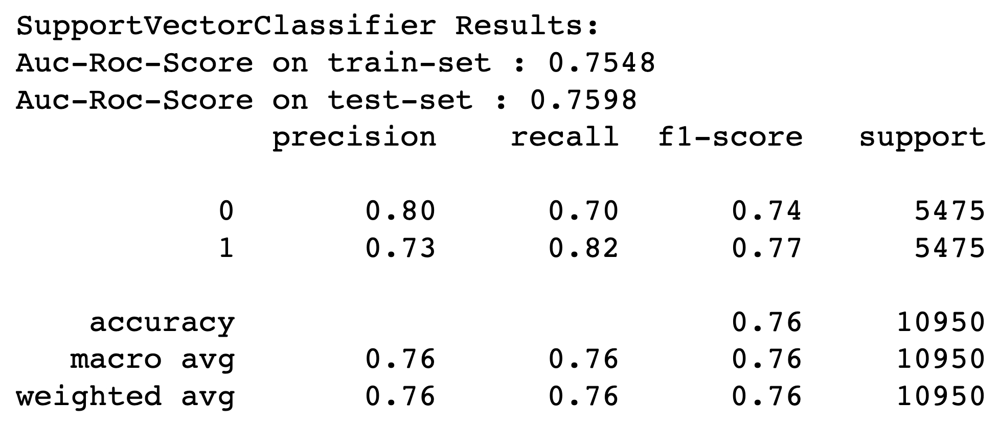 SupportVectorClassifier Results:
Auc-Roc-Score on train-set : 0.7548
Auc-Roc-Score on test-set : 0.7598
precision recall f1-score support
0 0.80 0.70 0.74 5475
1 0.73 0.82 0.77 5475
accuracy 0.76 10950
macro avg 0.76 0.76 0.76 10950
weighted avg 0.76 0.76 0.76 10950